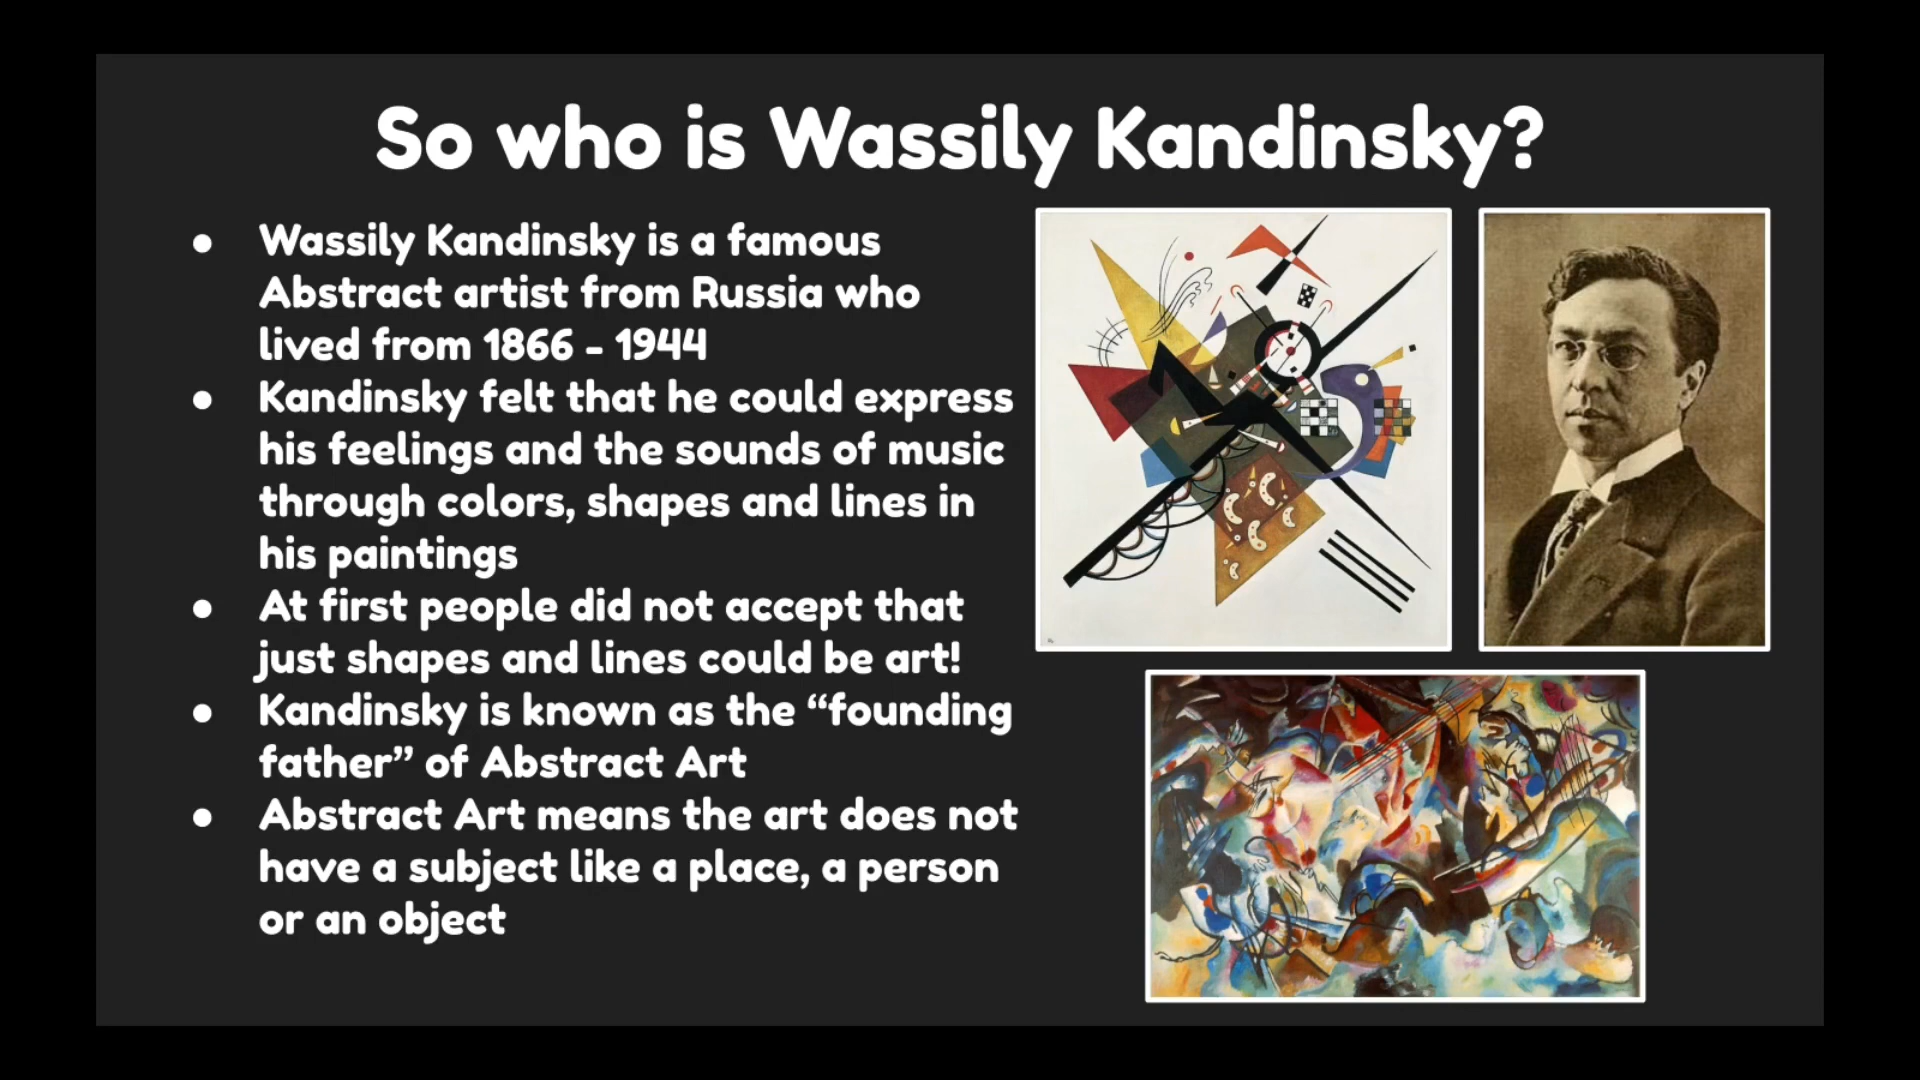 So who is Wassily Kandinsky?
● Wassily Kandinsky is a famous
Abstract artist from Russia who
lived from 1866 - 1944
● Kandinsky felt that he could express
his feelings and the sounds of music
through colors, shapes and lines in
his paintings
● At first people did not accept that
just shapes and lines could be art!
● Kandinsky is known as the “founding
father” of Abstract Art
● Abstract Art means the art does not
have a subject like a place, a person
or an object